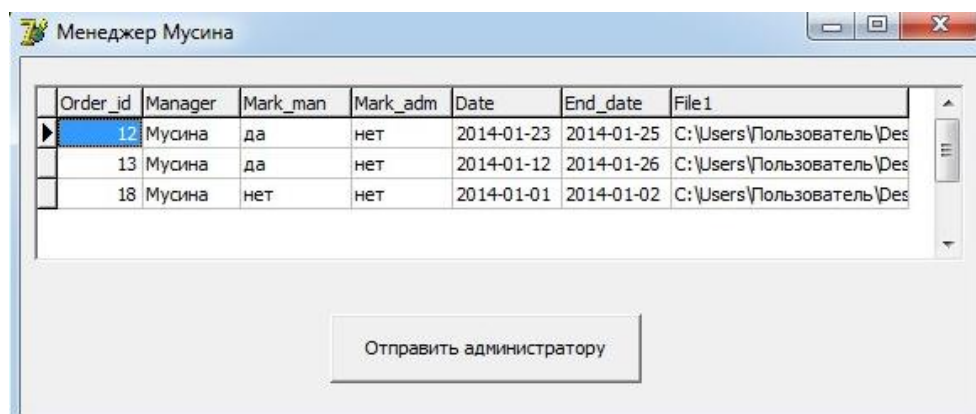 Менеджер Мусина
Order_id Manager Mark_man Mark_adm Date End_date File1
12 Мусина да нет 2014-01-23 2014-01-25 C:\Users\Пользователь\Des
13 Мусина да нет 2014-01-12 2014-01-26 C:\Users\Пользователь\Des
18 Мусина нет нет 2014-01-01 2014-01-02 C:\Users\Пользователь\Des
Отправить администратору